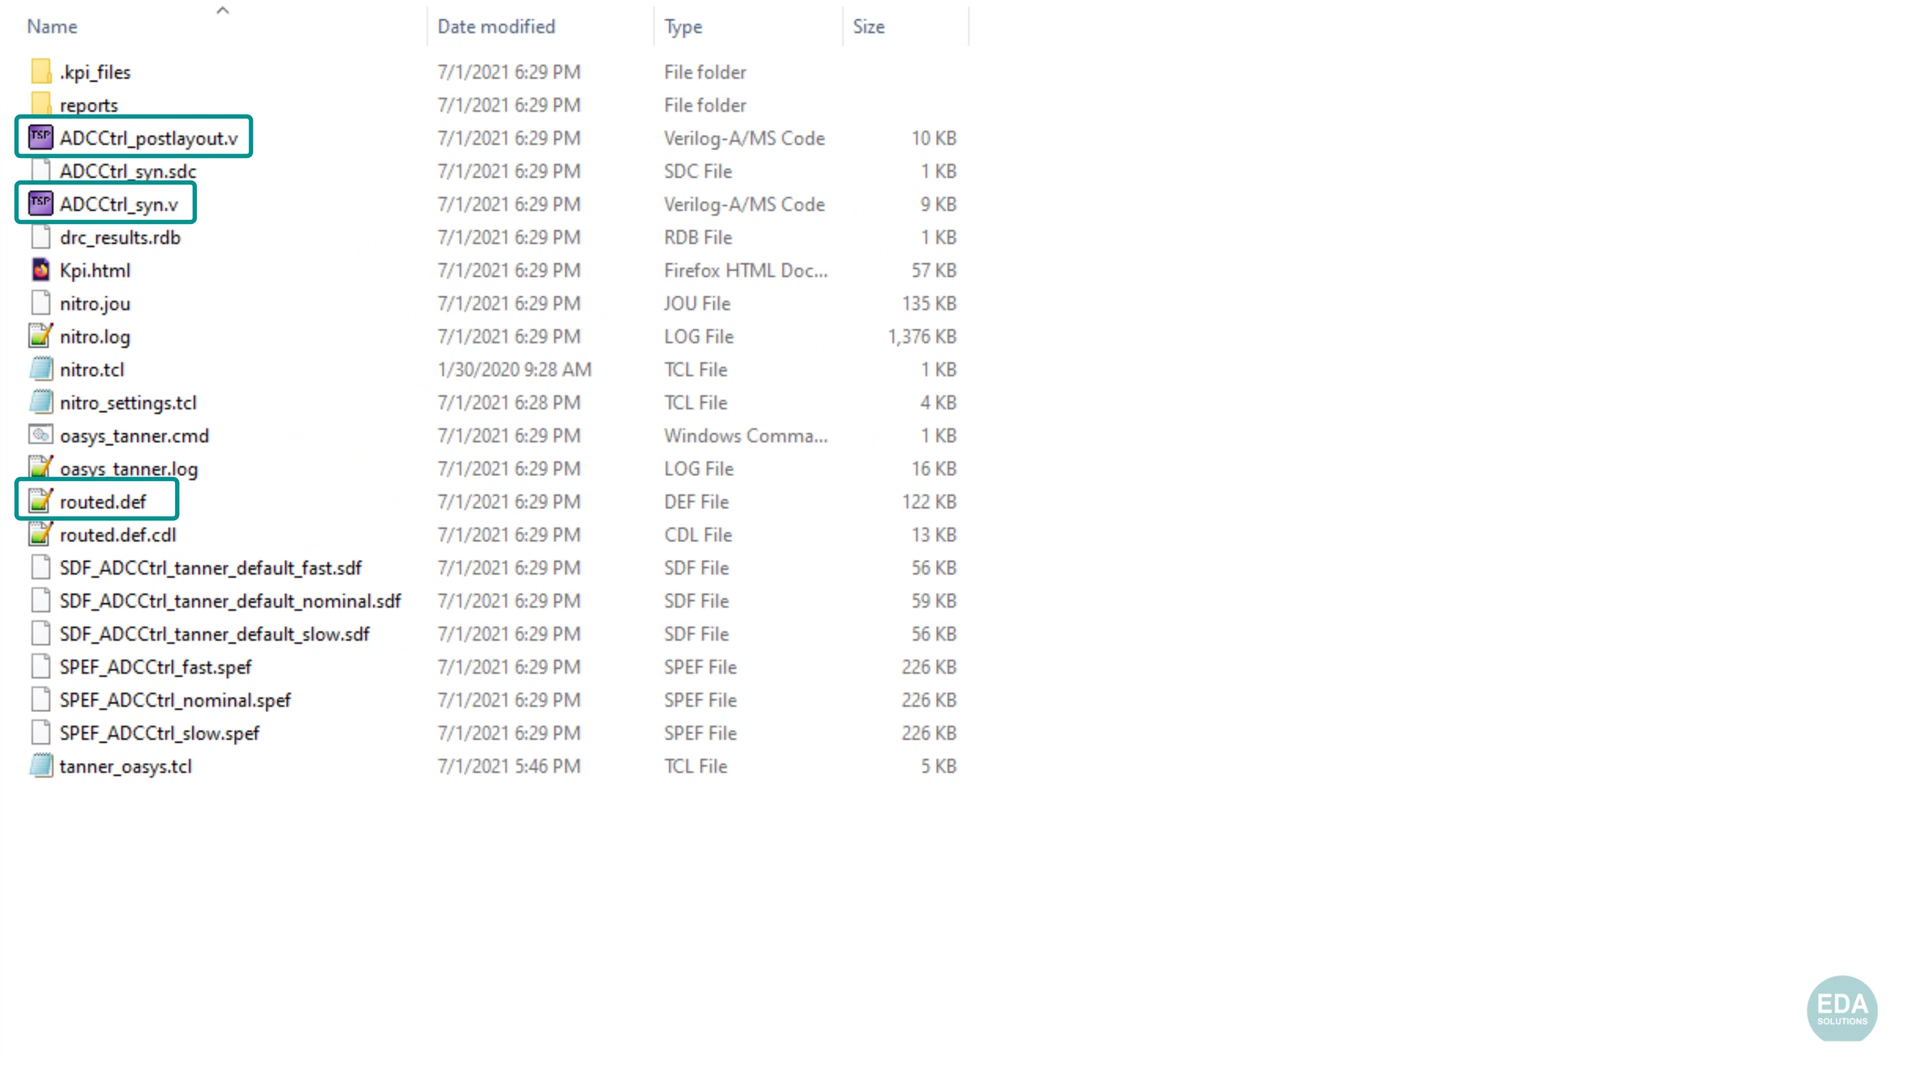 Name Date modified Type Size
.kpi_files 7/1/2021 6:29 PM File folder
reports 7/1/2021 6:29 PM File folder
TSP ADCCtrl_postlayout.v 7/1/2021 6:29 PM Verilog-A/MS Code 10 KB
ADCCtrl_syn.sdc 7/1/2021 6:29 PM SDC File 1 KB
TSP ADCCtrl_syn.v 7/1/2021 6:29 PM Verilog-A/MS Code 9 KB
drc_results.rdb 7/1/2021 6:29 PM RDB File 1 KB
Kpi.html 7/1/2021 6:29 PM Firefox HTML Doc... 57 KB
nitro.jou 7/1/2021 6:29 PM JOU File 135 KB
nitro.log 7/1/2021 6:29 PM LOG File 1,376 KB
nitro.tcl 1/30/2020 9:28 AM TCL File 1 KB
nitro_settings.tcl 7/1/2021 6:28 PM TCL File 4 KB
oasys_tanner.cmd 7/1/2021 6:29 PM Windows Comma... 1 KB
oasys_tanner.log 7/1/2021 6:29 PM LOG File 16 KB
routed.def 7/1/2021 6:29 PM DEF File 122 KB
routed.def.cdl 7/1/2021 6:29 PM CDL File 13 KB
SDF_ADCCtrl_tanner_default_fast.sdf 7/1/2021 6:29 PM SDF File 56 KB
SDF_ADCCtrl_tanner_default_nominal.sdf 7/1/2021 6:29 PM SDF File 59 KB
SDF_ADCCtrl_tanner_default_slow.sdf 7/1/2021 6:29 PM SDF File 56 KB
SPEF_ADCCtrl_fast.spef 7/1/2021 6:29 PM SPEF File 226 KB
SPEF_ADCCtrl_nominal.spef 7/1/2021 6:29 PM SPEF File 226 KB
SPEF_ADCCtrl_slow.spef 7/1/2021 6:29 PM SPEF File 226 KB
tanner_oasys.tcl 7/1/2021 5:46 PM TCL File 5 KB
EDA
SOLUTIONS